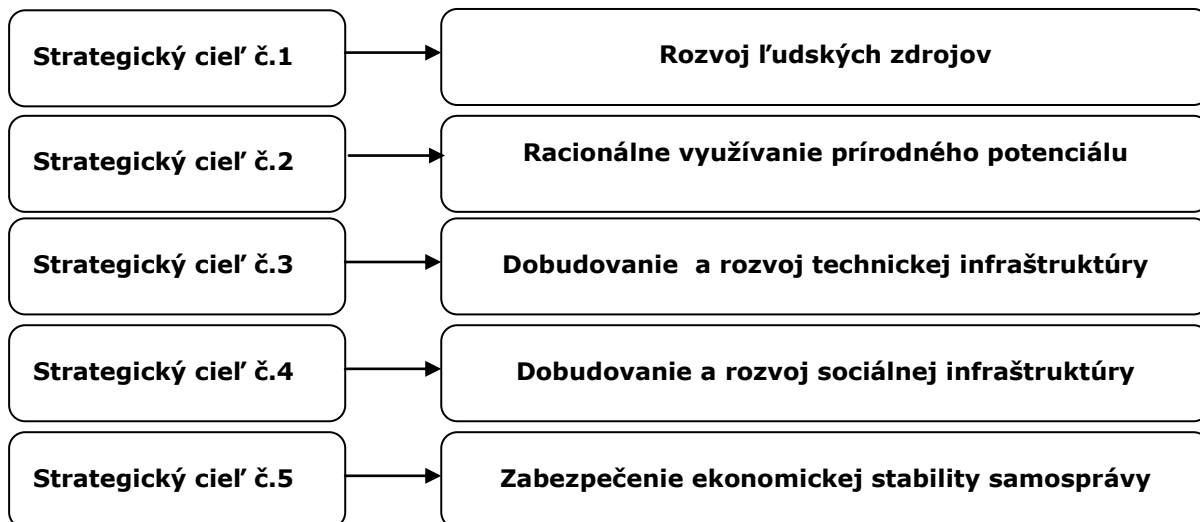 Strategický cieľ č.1
Rozvoj ľudských zdrojov
Strategický cieľ č.2
Racionálne využívanie prírodného potenciálu
Strategický cieľ č.3
Dobudovanie  a rozvoj technickej infraštruktúry
Strategický cieľ č.4
Dobudovanie a rozvoj sociálnej infraštruktúry
Strategický cieľ č.5
Zabezpečenie ekonomickej stability samosprávy